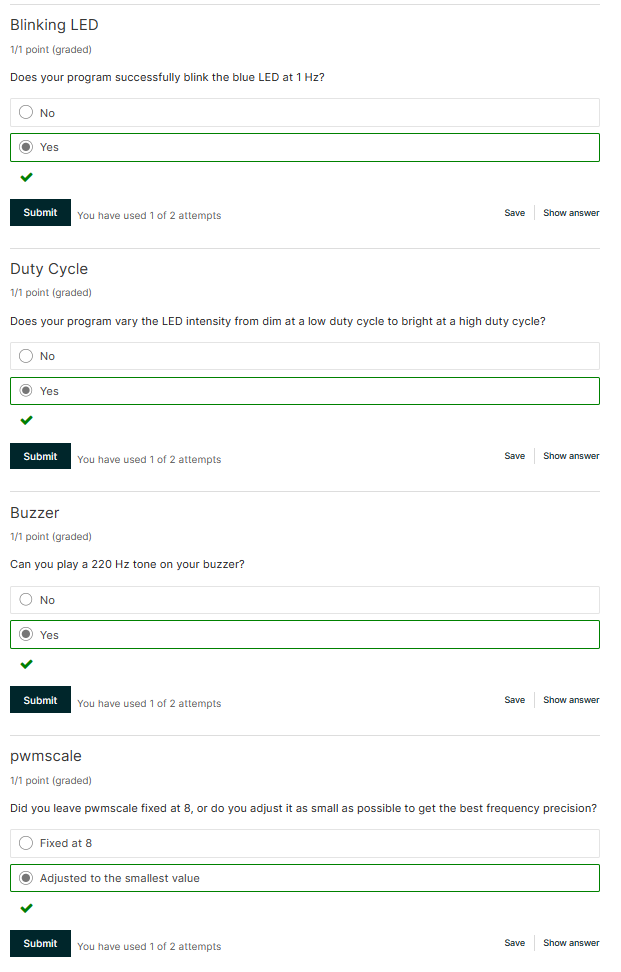 Blinking LED
1/1 point (graded)
Does your program successfully blink the blue LED at 1 Hz?
No
Yes
Submit You have used 1 of 2 attempts Save Show answer
Duty Cycle
1/1 point (graded)
Does your program vary the LED intensity from dim at a low duty cycle to bright at a high duty cycle?
No
Yes
Submit You have used 1 of 2 attempts Save Show answer
Buzzer
1/1 point (graded)
Can you play a 220 Hz tone on your buzzer?
No
Yes
Submit You have used 1 of 2 attempts Save Show answer
pwmscale
1/1 point (graded)
Did you leave pwmscale fixed at 8, or do you adjust it as small as possible to get the best frequency precision?
Fixed at 8
Adjusted to the smallest value
Submit You have used 1 of 2 attempts Save Show answer